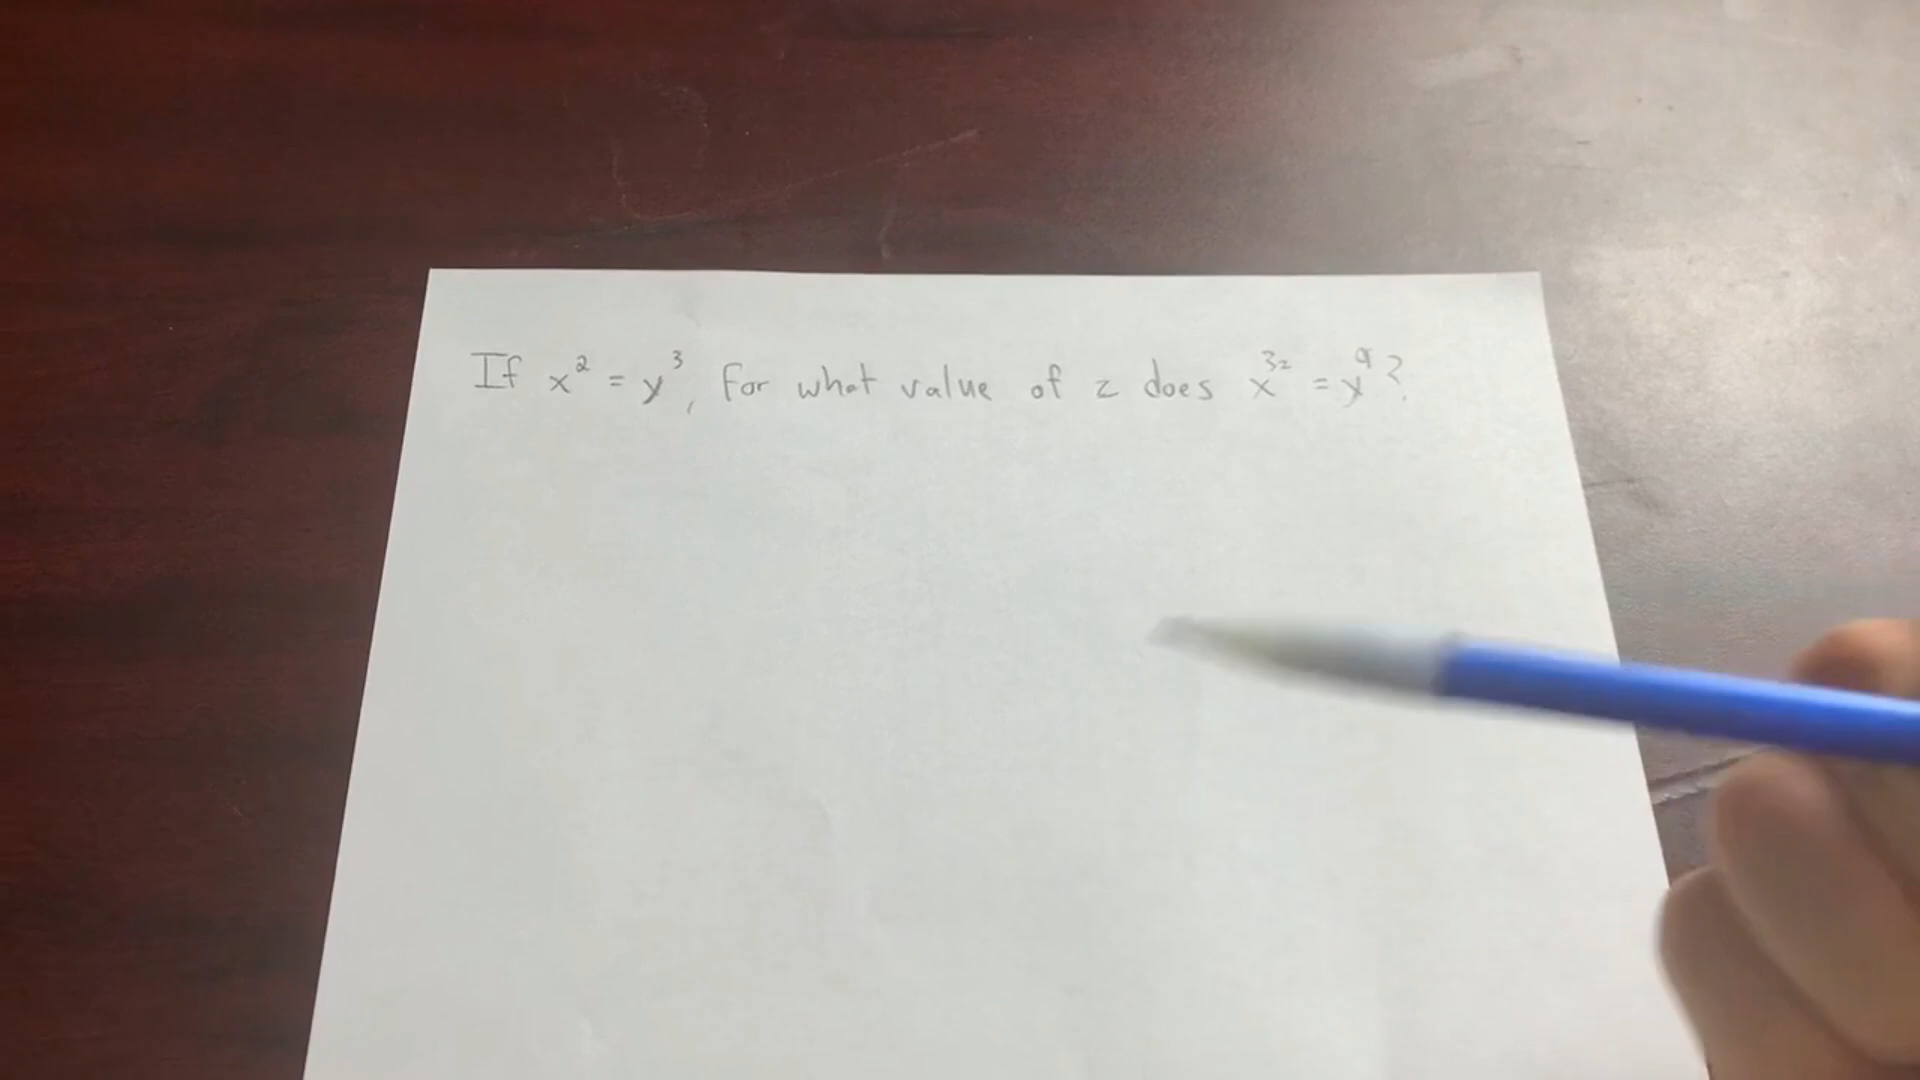 If x² = y³, for what value of z does x³ᶻ = y⁹?